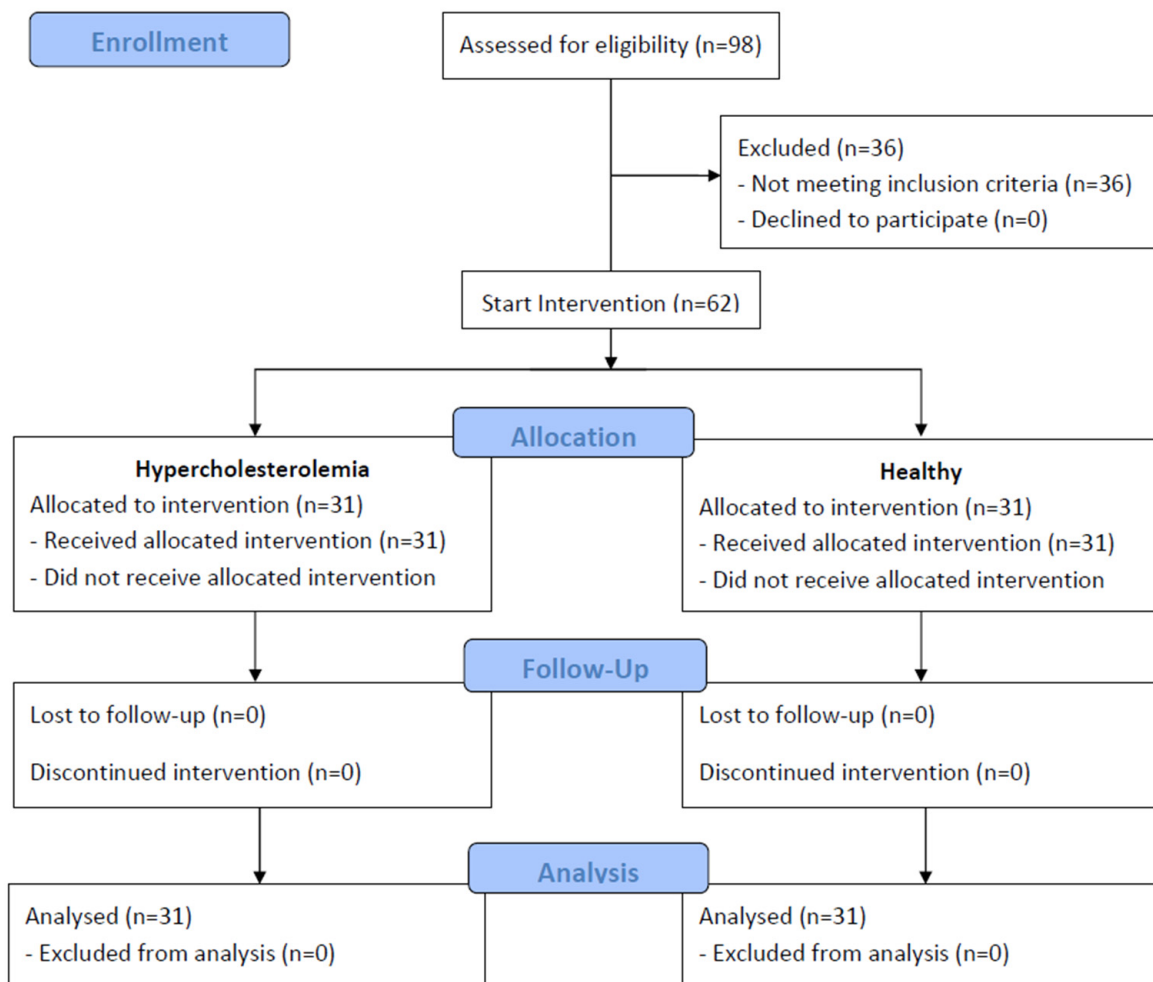 Enrollment
Assessed for eligibility (n=98)
Excluded (n=36)
- Not meeting inclusion criteria (n=36)
- Declined to participate (n=0)
Start Intervention (n=62)
Allocation
Hypercholesterolemia
Allocated to intervention (n=31)
- Received allocated intervention (n=31)
- Did not receive allocated intervention
Healthy
Allocated to intervention (n=31)
- Received allocated intervention (n=31)
- Did not receive allocated intervention
Follow-Up
Lost to follow-up (n=0)
Discontinued intervention (n=0)
Lost to follow-up (n=0)
Discontinued intervention (n=0)
Analysis
Analysed (n=31)
- Excluded from analysis (n=0)
Analysed (n=31)
- Excluded from analysis (n=0)